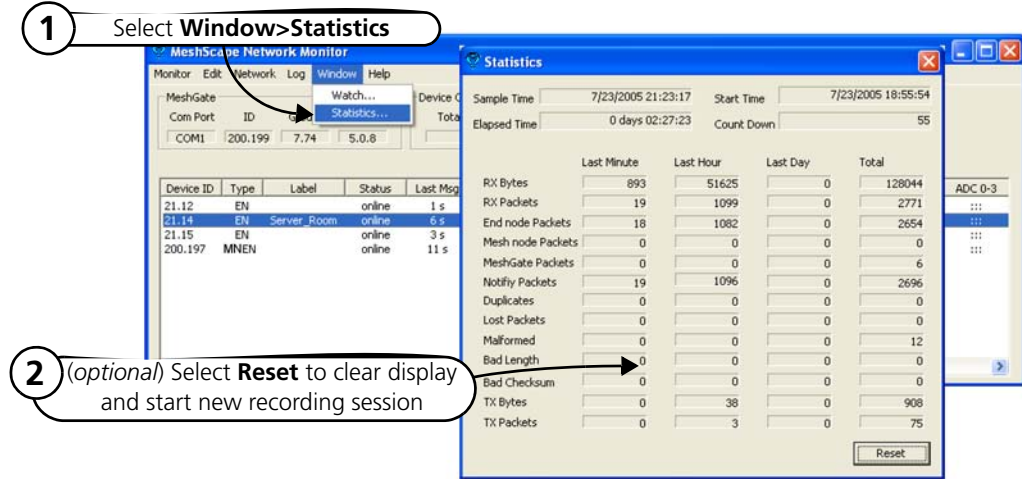 1 Select Window>Statistics
MeshScape Network Monitor
Monitor Edit Network Log Window Help
Watch...
Statistics...
MeshGate
Device
Com Port ID
Tota
COM1 200.199 7.74 5.0.8
Device ID Type Label Status Last Msg
21.12 EN online 1 s
21.14 EN Server_Room online 6 s
21.15 EN online 3 s
200.197 MNEN online 11 s
ADC 0-3
:::
:::
:::
:::
2 (optional) Select Reset to clear display
and start new recording session
Statistics
Sample Time 7/23/2005 21:23:17 Start Time 7/23/2005 18:55:54
Elapsed Time 0 days 02:27:23 Count Down 55
Last Minute Last Hour Last Day Total
RX Bytes 893 51625 0 128044
RX Packets 19 1099 0 2771
End node Packets 18 1082 0 2654
Mesh node Packets 0 0 0 0
MeshGate Packets 0 0 0 6
Notifiy Packets 19 1096 0 2696
Duplicates 0 0 0 0
Lost Packets 0 0 0 0
Malformed 0 0 0 12
Bad Length 0 0 0 0
Bad Checksum 0 0 0 0
TX Bytes 0 38 0 908
TX Packets 0 3 0 75
Reset